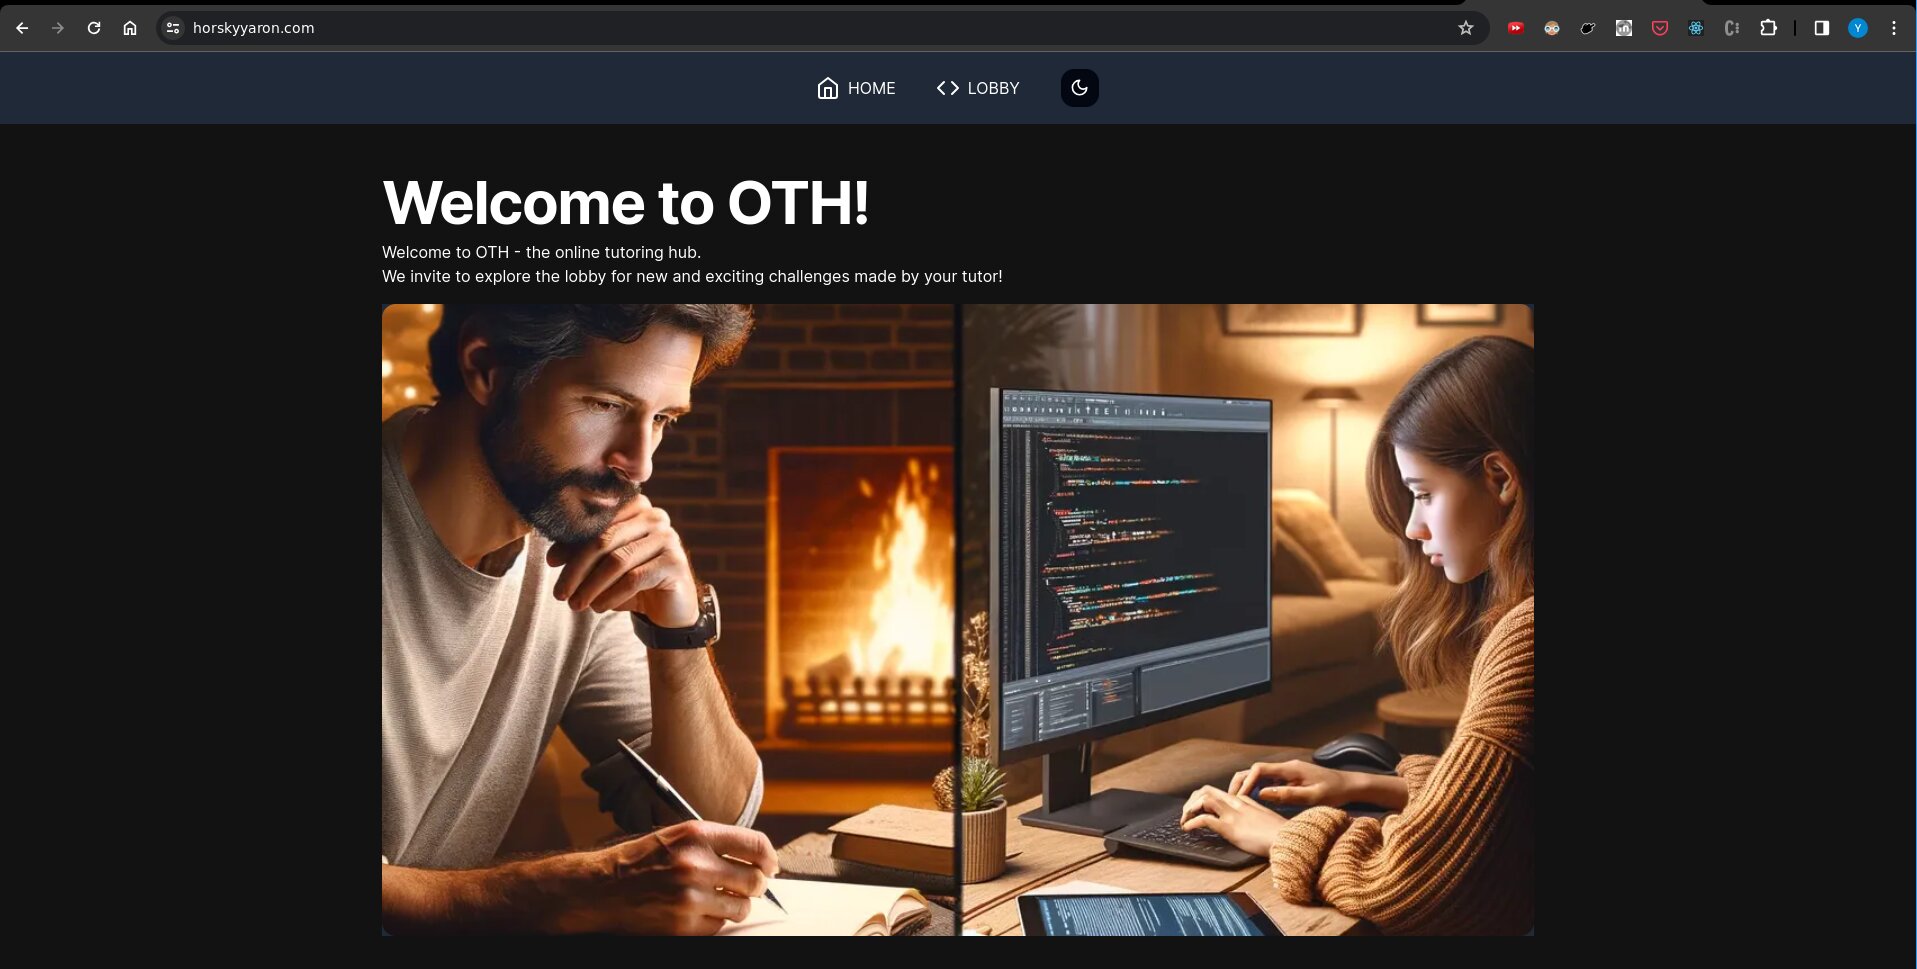 horskyyaron.com
Y
HOME
LOBBY
Welcome to OTH!
Welcome to OTH - the online tutoring hub.
We invite to explore the lobby for new and exciting challenges made by your tutor!